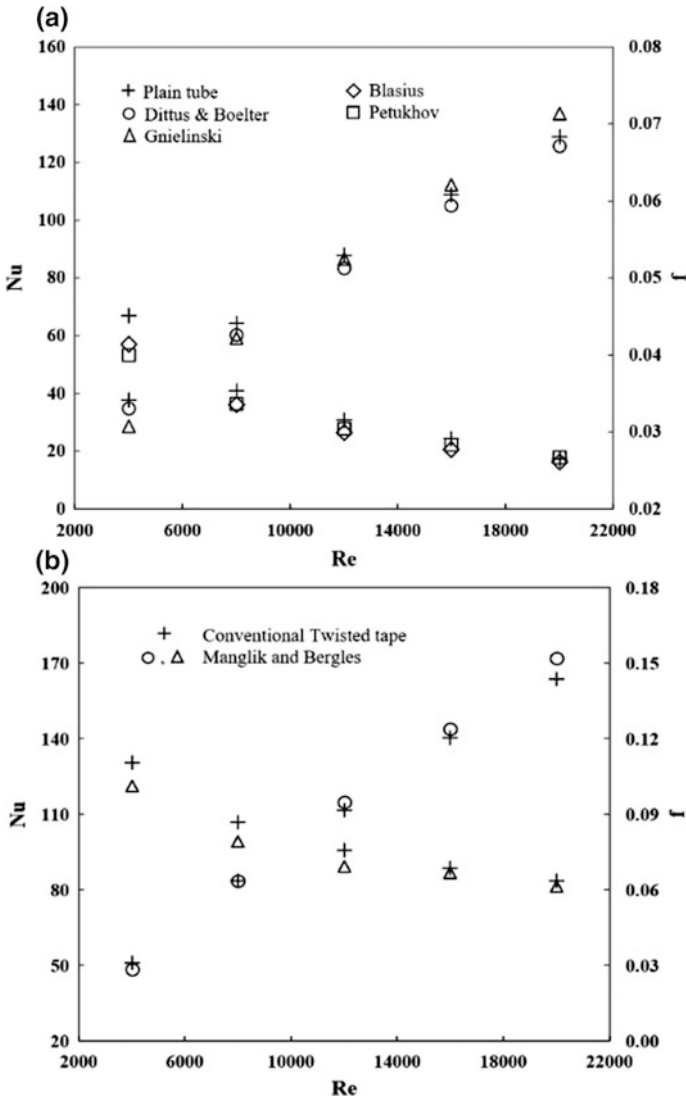 (a)
160
140
120
100
80
60
40
20
0
Nu
Plain tube
Dittus & Boelter
Gnielinski
Blasius
Petukhov
0.08
0.07
0.06
0.05
0.04
0.03
0.02
f
2000 6000 10000 14000 18000 22000
Re
(b)
200
170
140
110
80
50
20
Nu
Conventional Twisted tape
Manglik and Bergles
0.18
0.15
0.12
0.09
0.06
0.03
0.00
f
2000 6000 10000 14000 18000 22000
Re